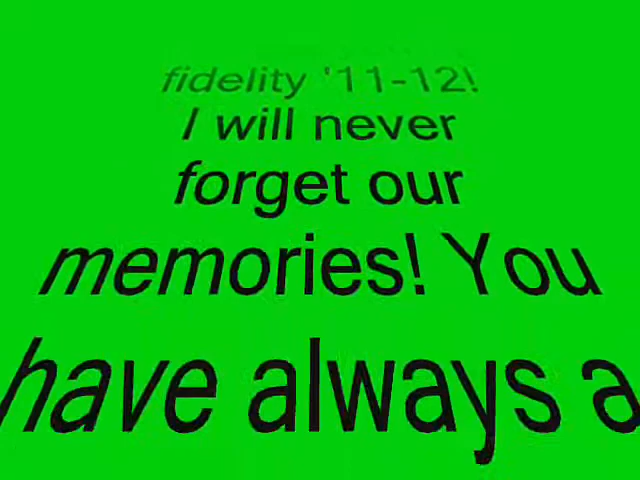 fidelity '11-12!
I will never
forget our
memories! You
have always a